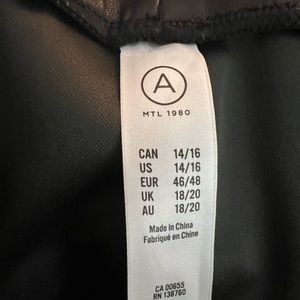 A
MTL 1980
CAN 14/16
US 14/16
EUR 46/48
UK 18/20
AU 18/20
Made in China
Fabriqué en Chine
CA 00655
RN 138760